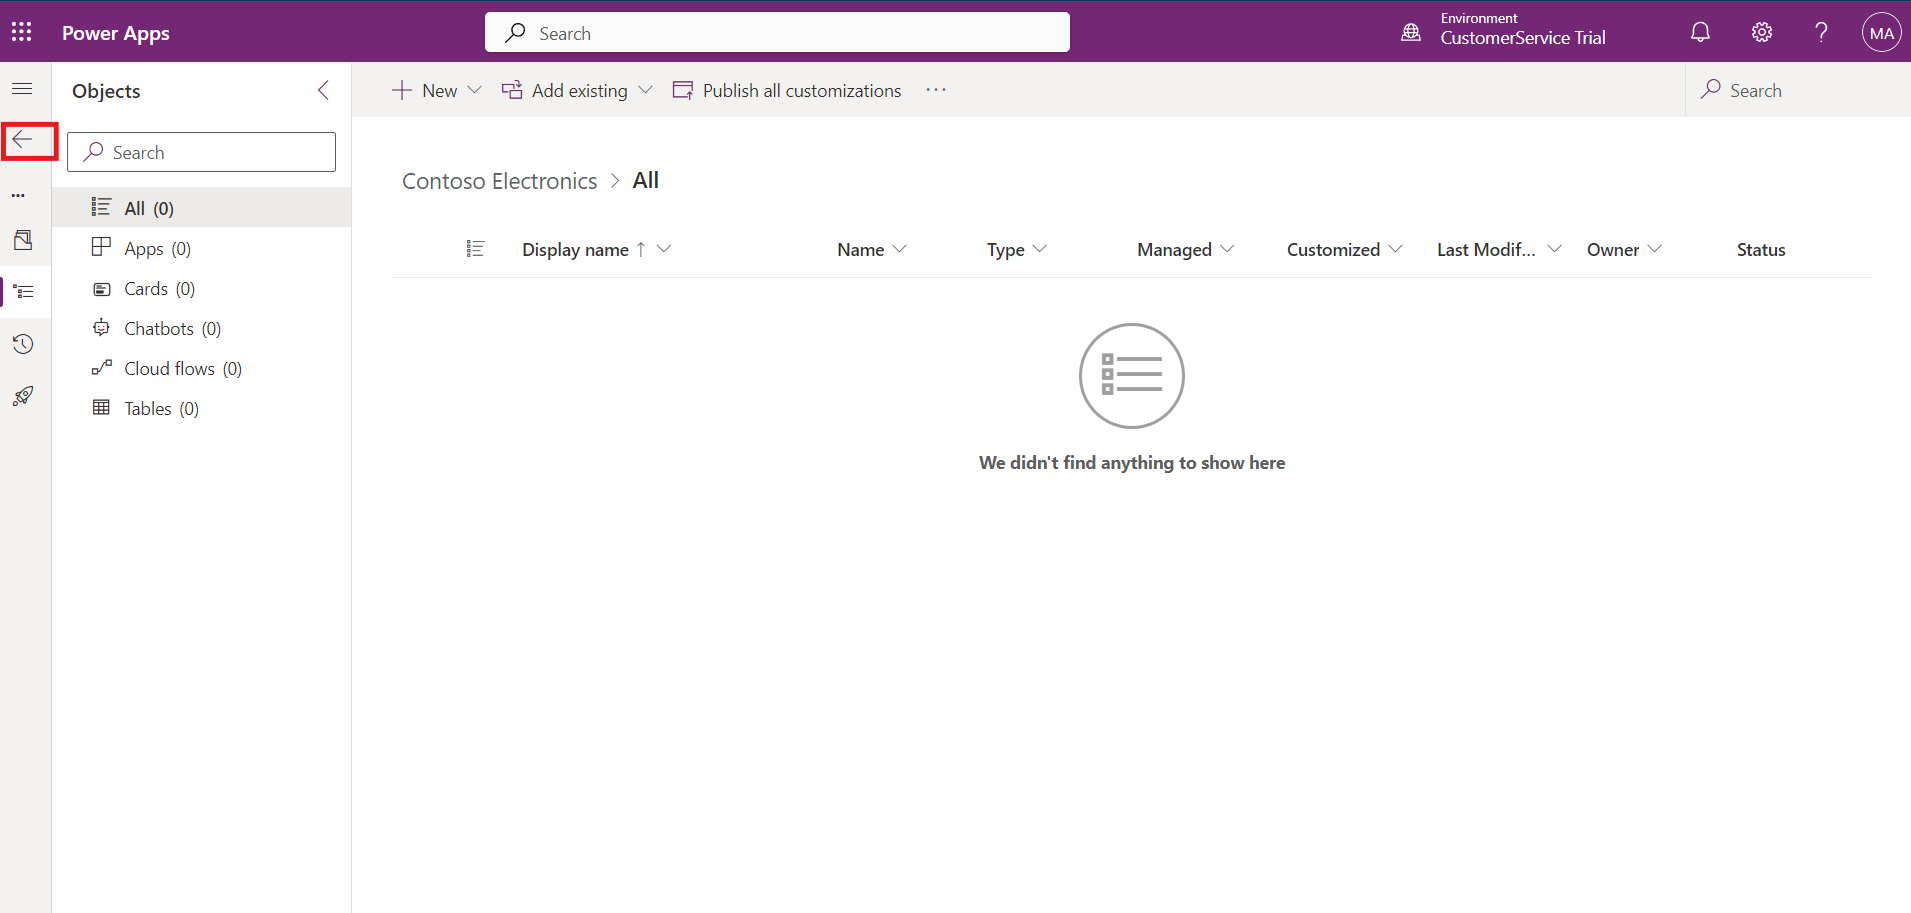 Power Apps
Search
Environment
CustomerService Trial
MA
Objects
New
Add existing
Publish all customizations
Search
Search
All (0)
Apps (0)
Cards (0)
Chatbots (0)
Cloud flows (0)
Tables (0)
Contoso Electronics > All
Display name ↑ Name Type Managed Customized Last Modif... Owner Status
We didn't find anything to show here